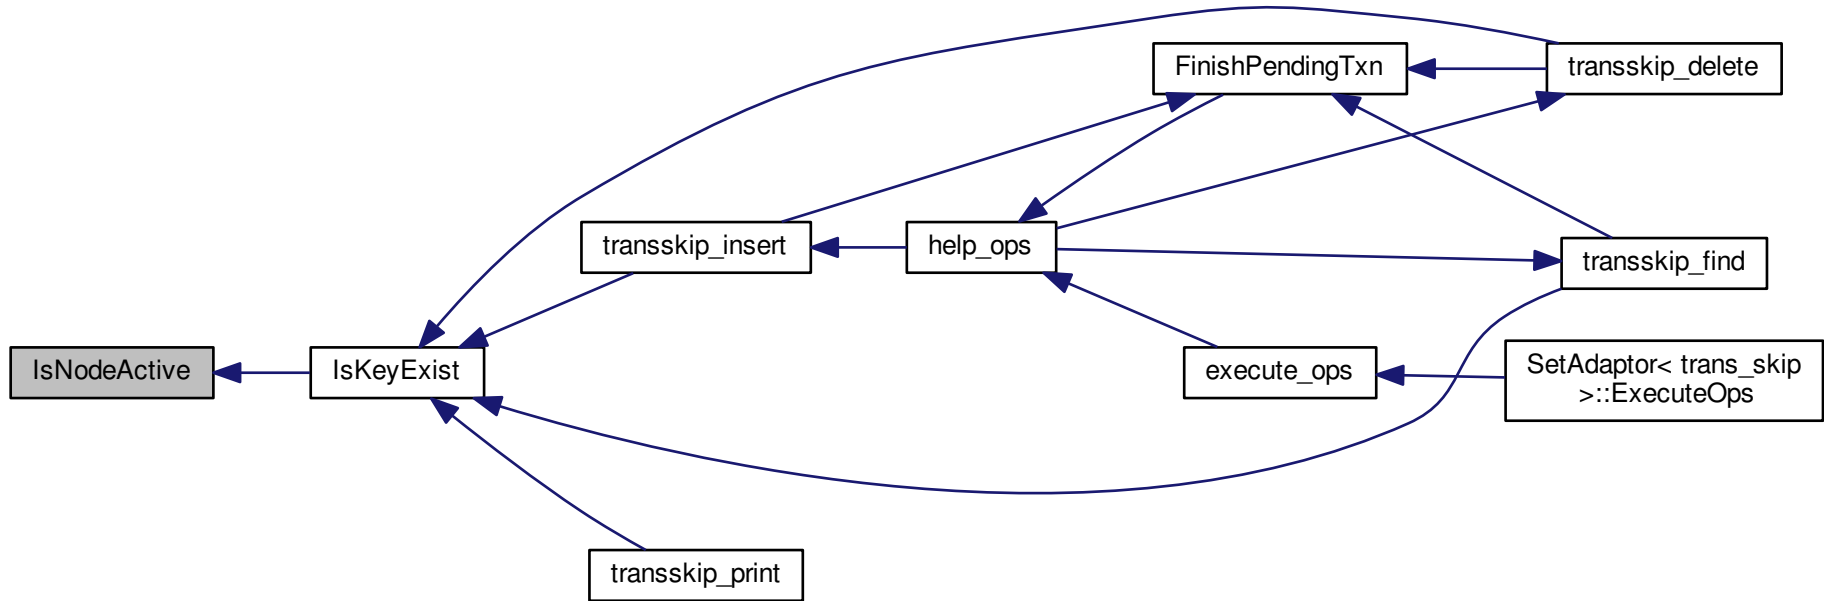 FinishPendingTxn
transskip_delete
transskip_insert
help_ops
transskip_find
IsNodeActive
IsKeyExist
execute_ops
SetAdaptor< trans_skip
>::ExecuteOps
transskip_print